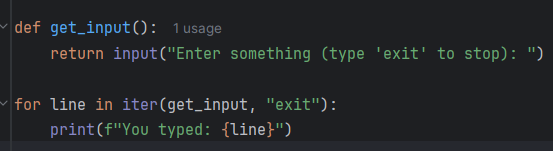 def get_input():  1 usage
    return input("Enter something (type 'exit' to stop): ")

for line in iter(get_input, "exit"):
    print(f"You typed: {line}")